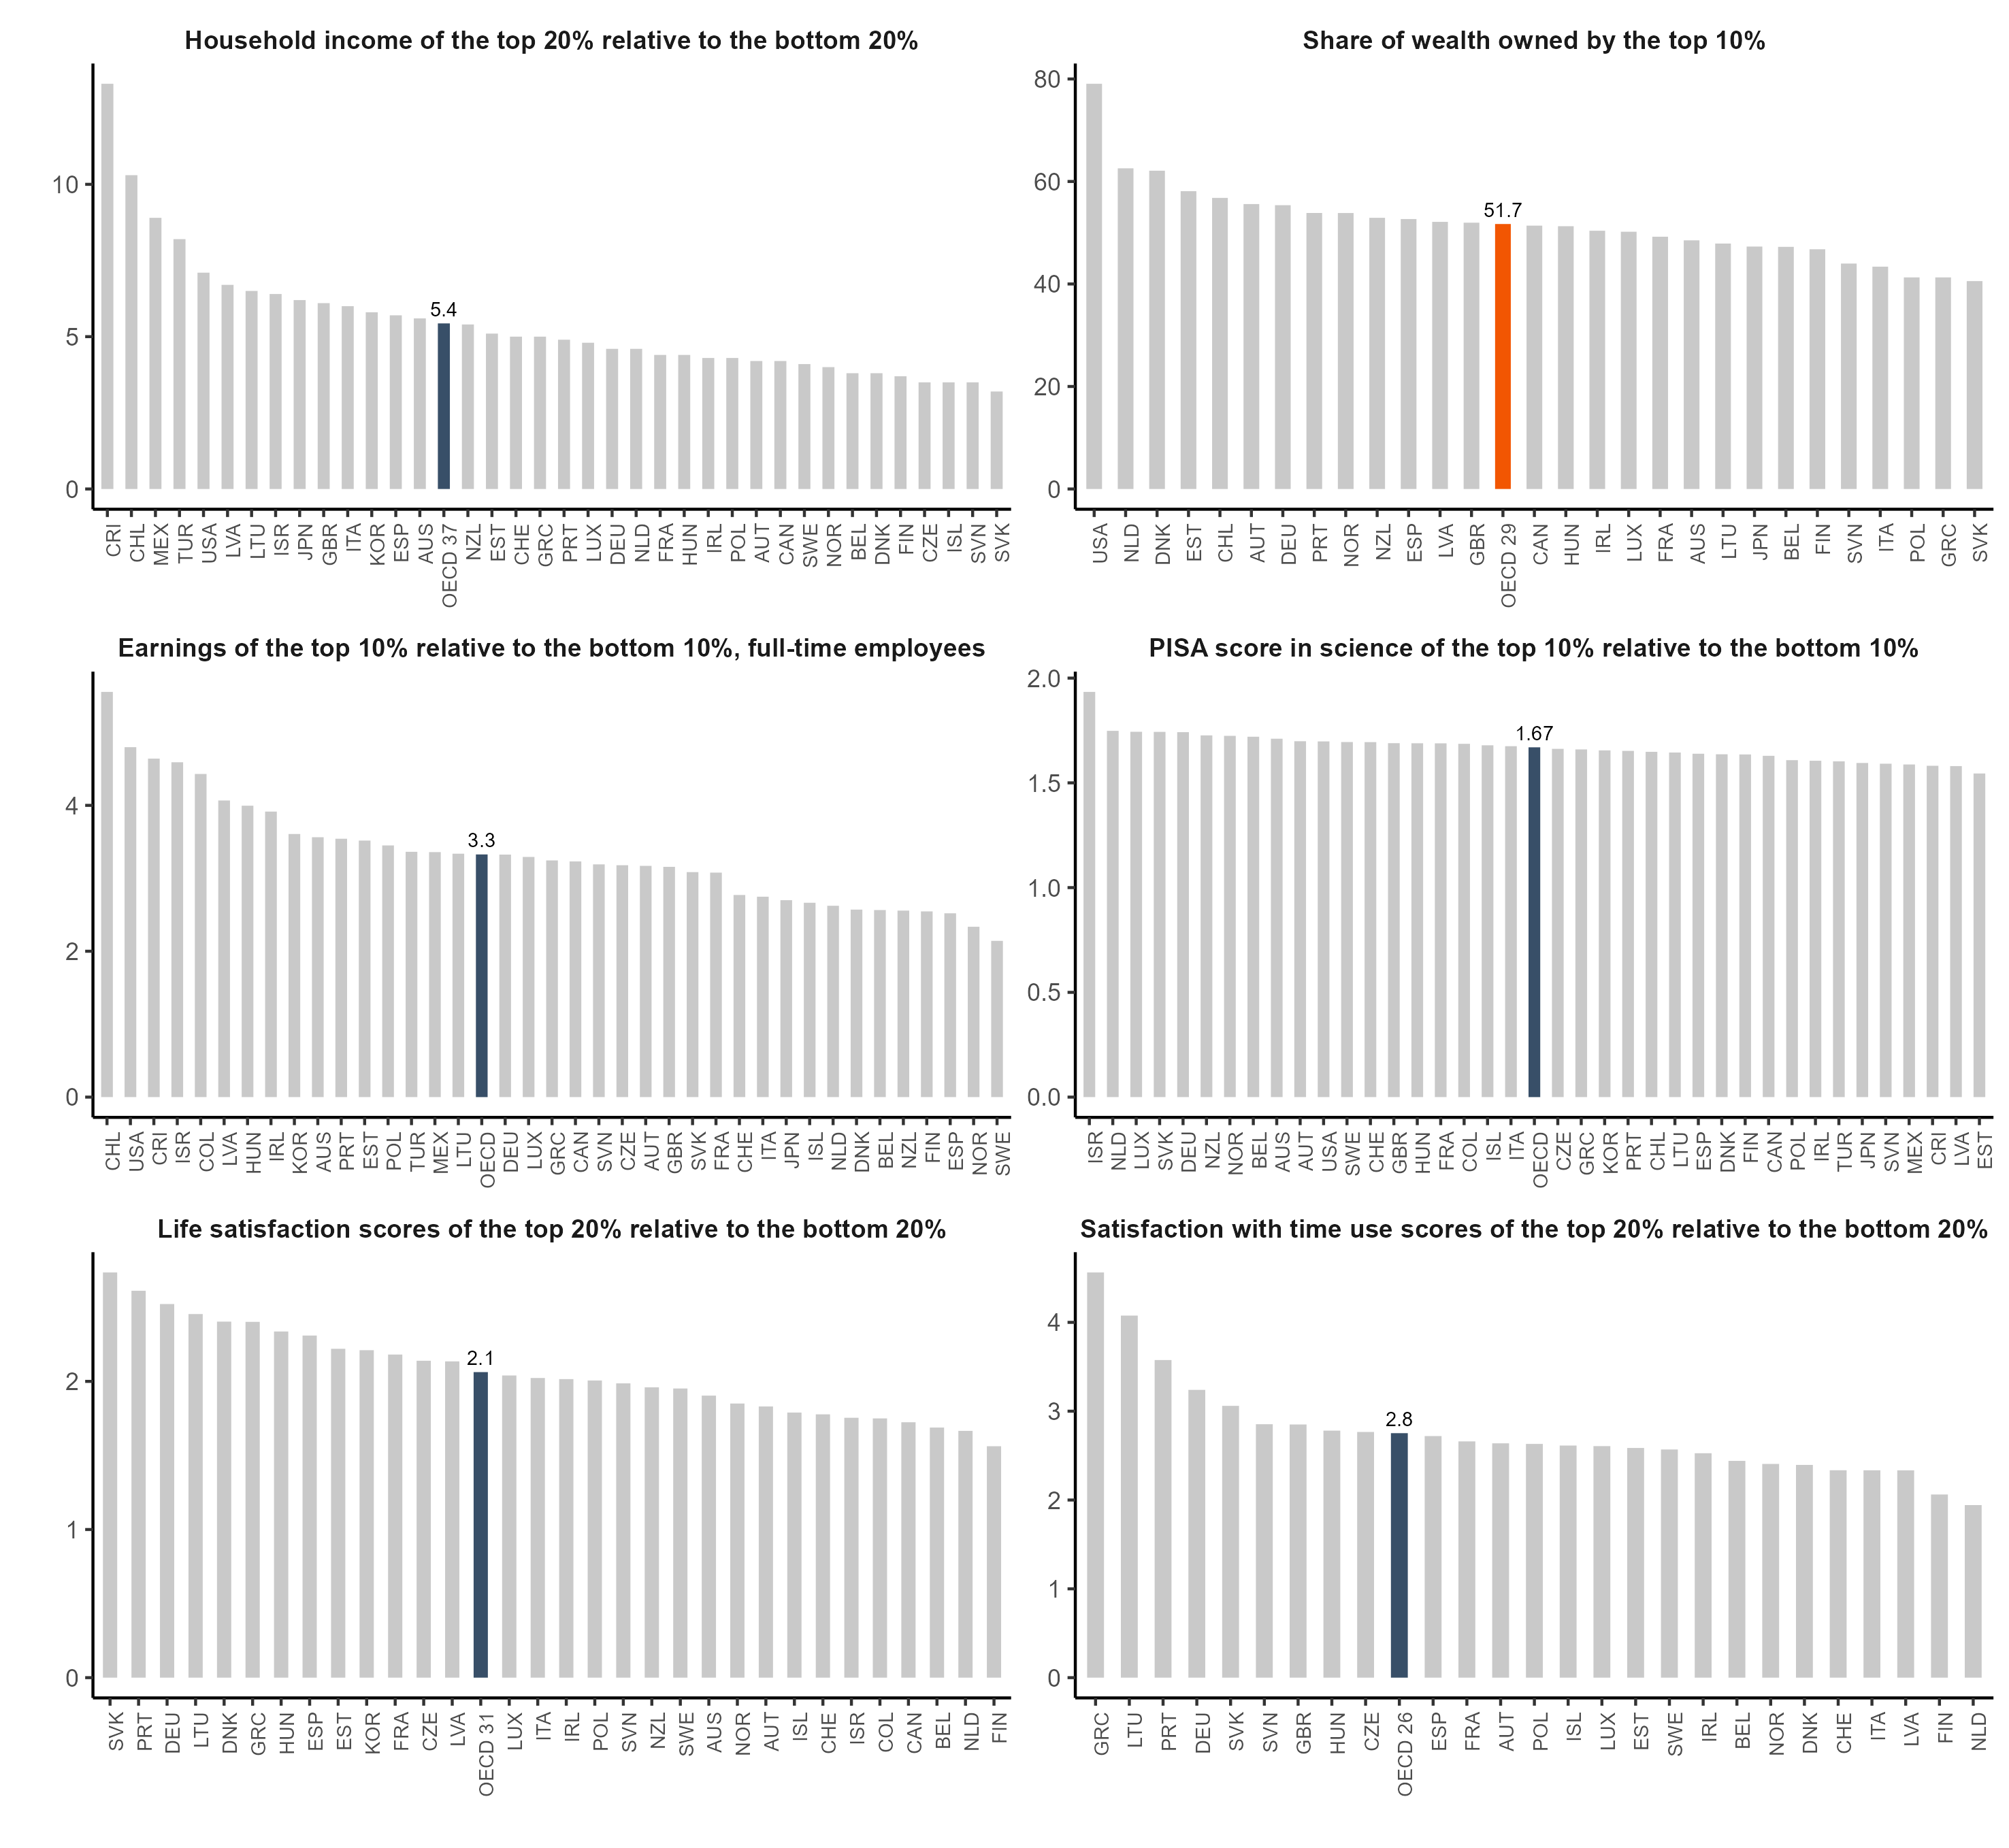 Household income of the top 20% relative to the bottom 20%
10
5
0
5.4
CRI CHL MEX TUR USA LVA LTU ISR JPN GBR ITA KOR ESP AUS OECD 37 NZL EST CHE GRC PRT LUX DEU NLD FRA HUN IRL POL AUT CAN SWE NOR BEL DNK FIN CZE ISL SVN SVK
Share of wealth owned by the top 10%
80
60
40
20
0
51.7
USA NLD DNK EST CHL AUT DEU PRT NOR NZL ESP LVA GBR OECD 29 CAN HUN IRL LUX FRA AUS LTU JPN BEL FIN SVN ITA POL GRC SVK
Earnings of the top 10% relative to the bottom 10%, full-time employees
4
2
0
3.3
CHL USA CRI ISR COL LVA HUN IRL KOR AUS PRT EST POL TUR MEX LTU OECD DEU LUX GRC CAN SVN CZE AUT GBR SVK FRA CHE ITA JPN ISL NLD DNK BEL NZL FIN ESP NOR SWE
PISA score in science of the top 10% relative to the bottom 10%
2.0
1.5
1.0
0.5
0.0
1.67
ISR NLD LUX SVK DEU NZL NOR BEL AUS AUT USA SWE CHE GBR HUN FRA COL ISL ITA OECD CZE GRC KOR PRT CHL LTU ESP DNK FIN CAN POL IRL TUR JPN SVN MEX CRI LVA EST
Life satisfaction scores of the top 20% relative to the bottom 20%
2
1
0
2.1
SVK PRT DEU LTU DNK GRC HUN ESP EST KOR FRA CZE LVA OECD 31 LUX ITA IRL POL SVN NZL SWE AUS NOR AUT ISL CHE ISR COL CAN BEL NLD FIN
Satisfaction with time use scores of the top 20% relative to the bottom 20%
4
3
2
1
0
2.8
GRC LTU PRT DEU SVK SVN GBR HUN CZE OECD 26 ESP FRA AUT POL ISL LUX EST SWE IRL BEL NOR DNK CHE ITA LVA FIN NLD